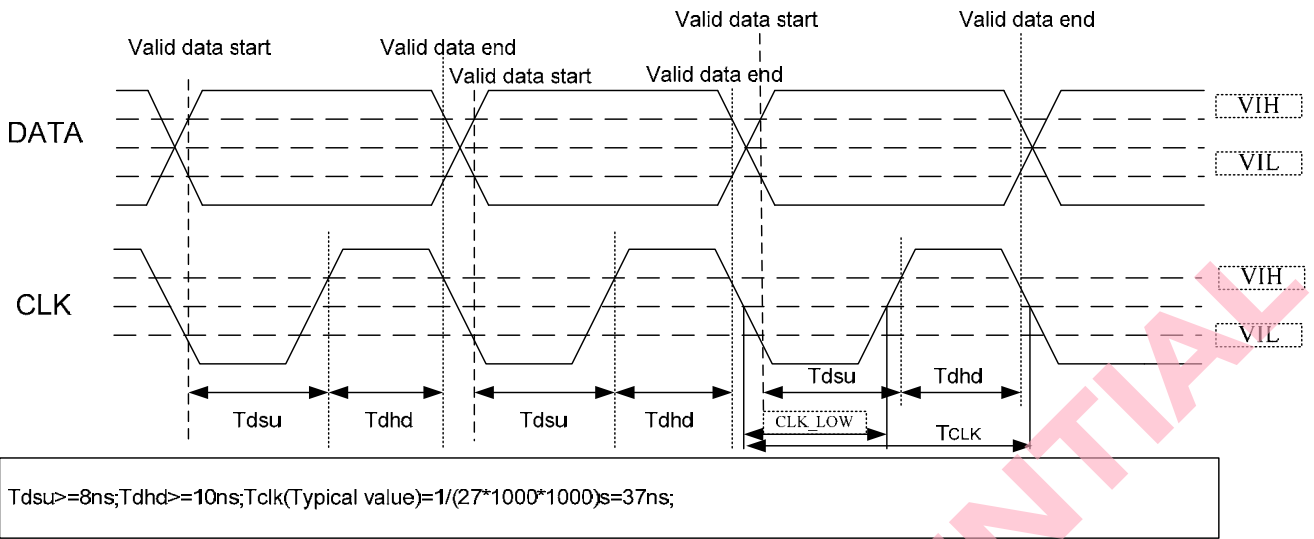 Valid data start
Valid data end
Valid data start
Valid data end
Valid data start
Valid data end
DATA
VIH
VIL
CLK
VIH
VIL
Tdsu
Tdhd
Tdsu
Tdhd
Tdsu
Tdhd
CLK_LOW
TCLK
Tdsu>=8ns;Tdhd>=10ns;Tclk(Typical value)=1/(27*1000*1000)s=37ns;
NTIAL